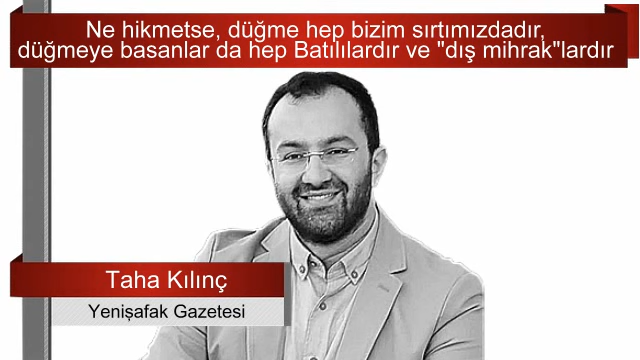 Ne hikmetse, düğme hep bizim sırtımızdadır,
düğmeye basanlar da hep Batılılardır ve "dış mihrak"lardır
Taha Kılınç
Yenişafak Gazetesi